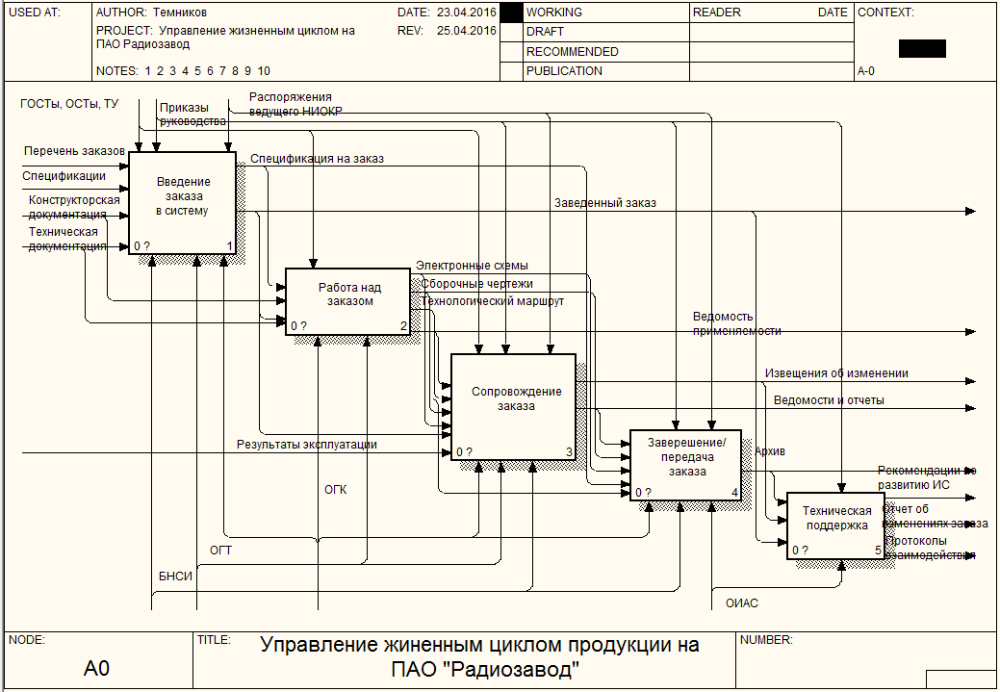 USED AT:
AUTHOR: Темников
DATE: 23.04.2016
WORKING
READER
DATE
CONTEXT:
PROJECT: Управление жизненным циклом на
ПАО Радиозавод
REV: 25.04.2016
DRAFT
RECOMMENDED
NOTES: 1 2 3 4 5 6 7 8 9 10
PUBLICATION
A-0
ГОСТы, ОСТы, ТУ
Приказы
руководства
Распоряжения
ведущего НИОКР
Перечень заказов
Спецификации
Конструкторская
документация
Техническая
документация
Введение
заказа
в систему
0 ?
1
Спецификация на заказ
Заведенный заказ
Работа над
заказом
0 ?
2
Электронные схемы
Сборочные чертежи
Технологический маршрут
Ведомость
применяемости
Сопровождение
заказа
0 ?
3
Извещения об изменении
Ведомости и отчеты
Результаты эксплуатации
Заверешение/
передача
заказа
0 ?
4
Архив
Рекомендации по
развитию ИС
Техническая
поддержка
0 ?
5
Отчет об
изменениях заказа
Протоколы
взаимодействия
ОГК
ОГТ
БНСИ
ОИАС
NODE:
A0
TITLE:
Управление жиненным циклом продукции на
ПАО "Радиозавод"
NUMBER: